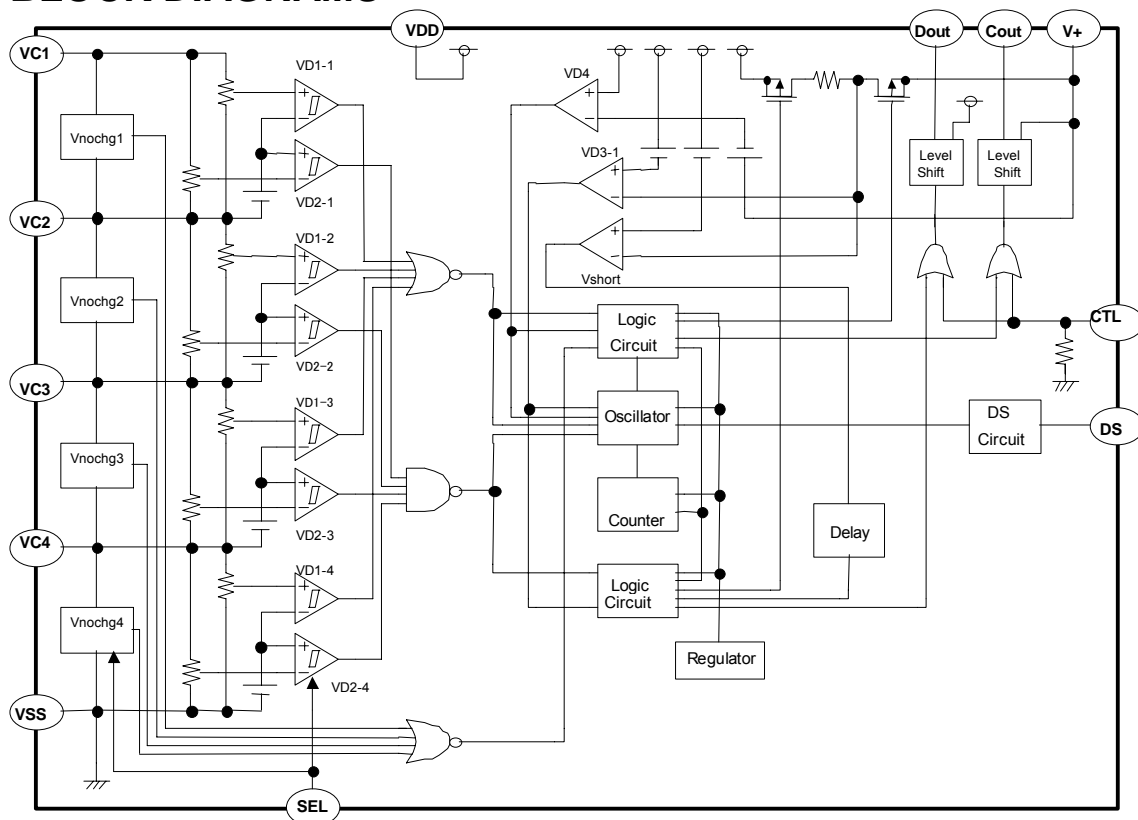 BLOCK DIAGRAMS
VDD
Dout
Cout
V+
VC1
VD1-1
VD4
Vnochg1
VD3-1
Level
Shift
Level
Shift
VD2-1
VC2
VD1-2
Vshort
Vnochg2
Logic
Circuit
CTL
VD2-2
VC3
VD1-3
Oscillator
DS
Circuit
DS
Vnochg3
Counter
Delay
VD2-3
VC4
VD1-4
Logic
Circuit
Vnochg4
Regulator
VD2-4
VSS
SEL
+
−
+
−
+
−
+
−
+
−
+
−
+
−
+
−
+
−
+
−
+
−